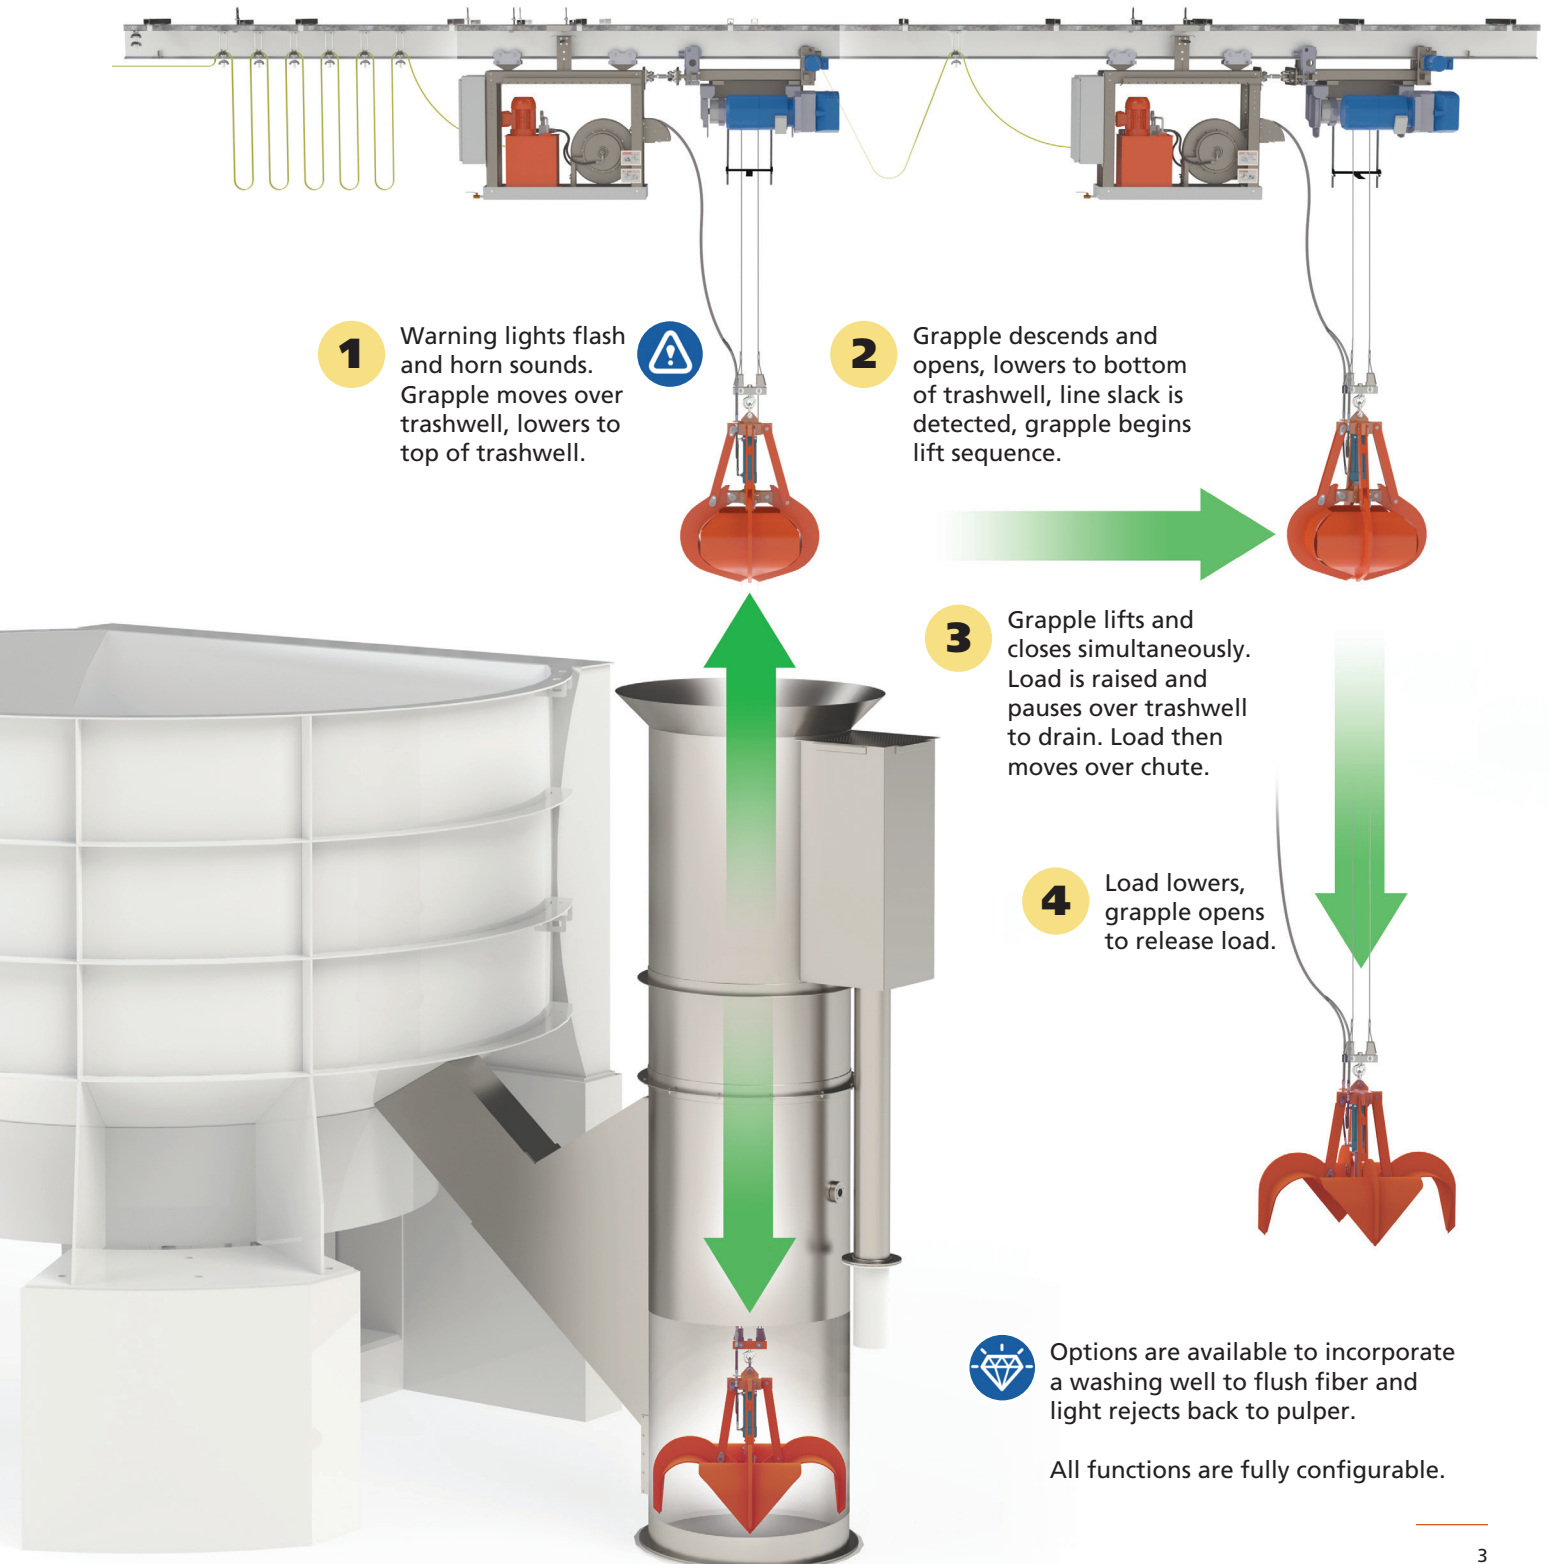 1
Warning lights flash
and horn sounds.
Grapple moves over
trashwell, lowers to
top of trashwell.
2
Grapple descends and
opens, lowers to bottom
of trashwell, line slack is
detected, grapple begins
lift sequence.
3
Grapple lifts and
closes simultaneously.
Load is raised and
pauses over trashwell
to drain. Load then
moves over chute.
4
Load lowers,
grapple opens
to release load.
Options are available to incorporate
a washing well to flush fiber and
light rejects back to pulper.
All functions are fully configurable.
3